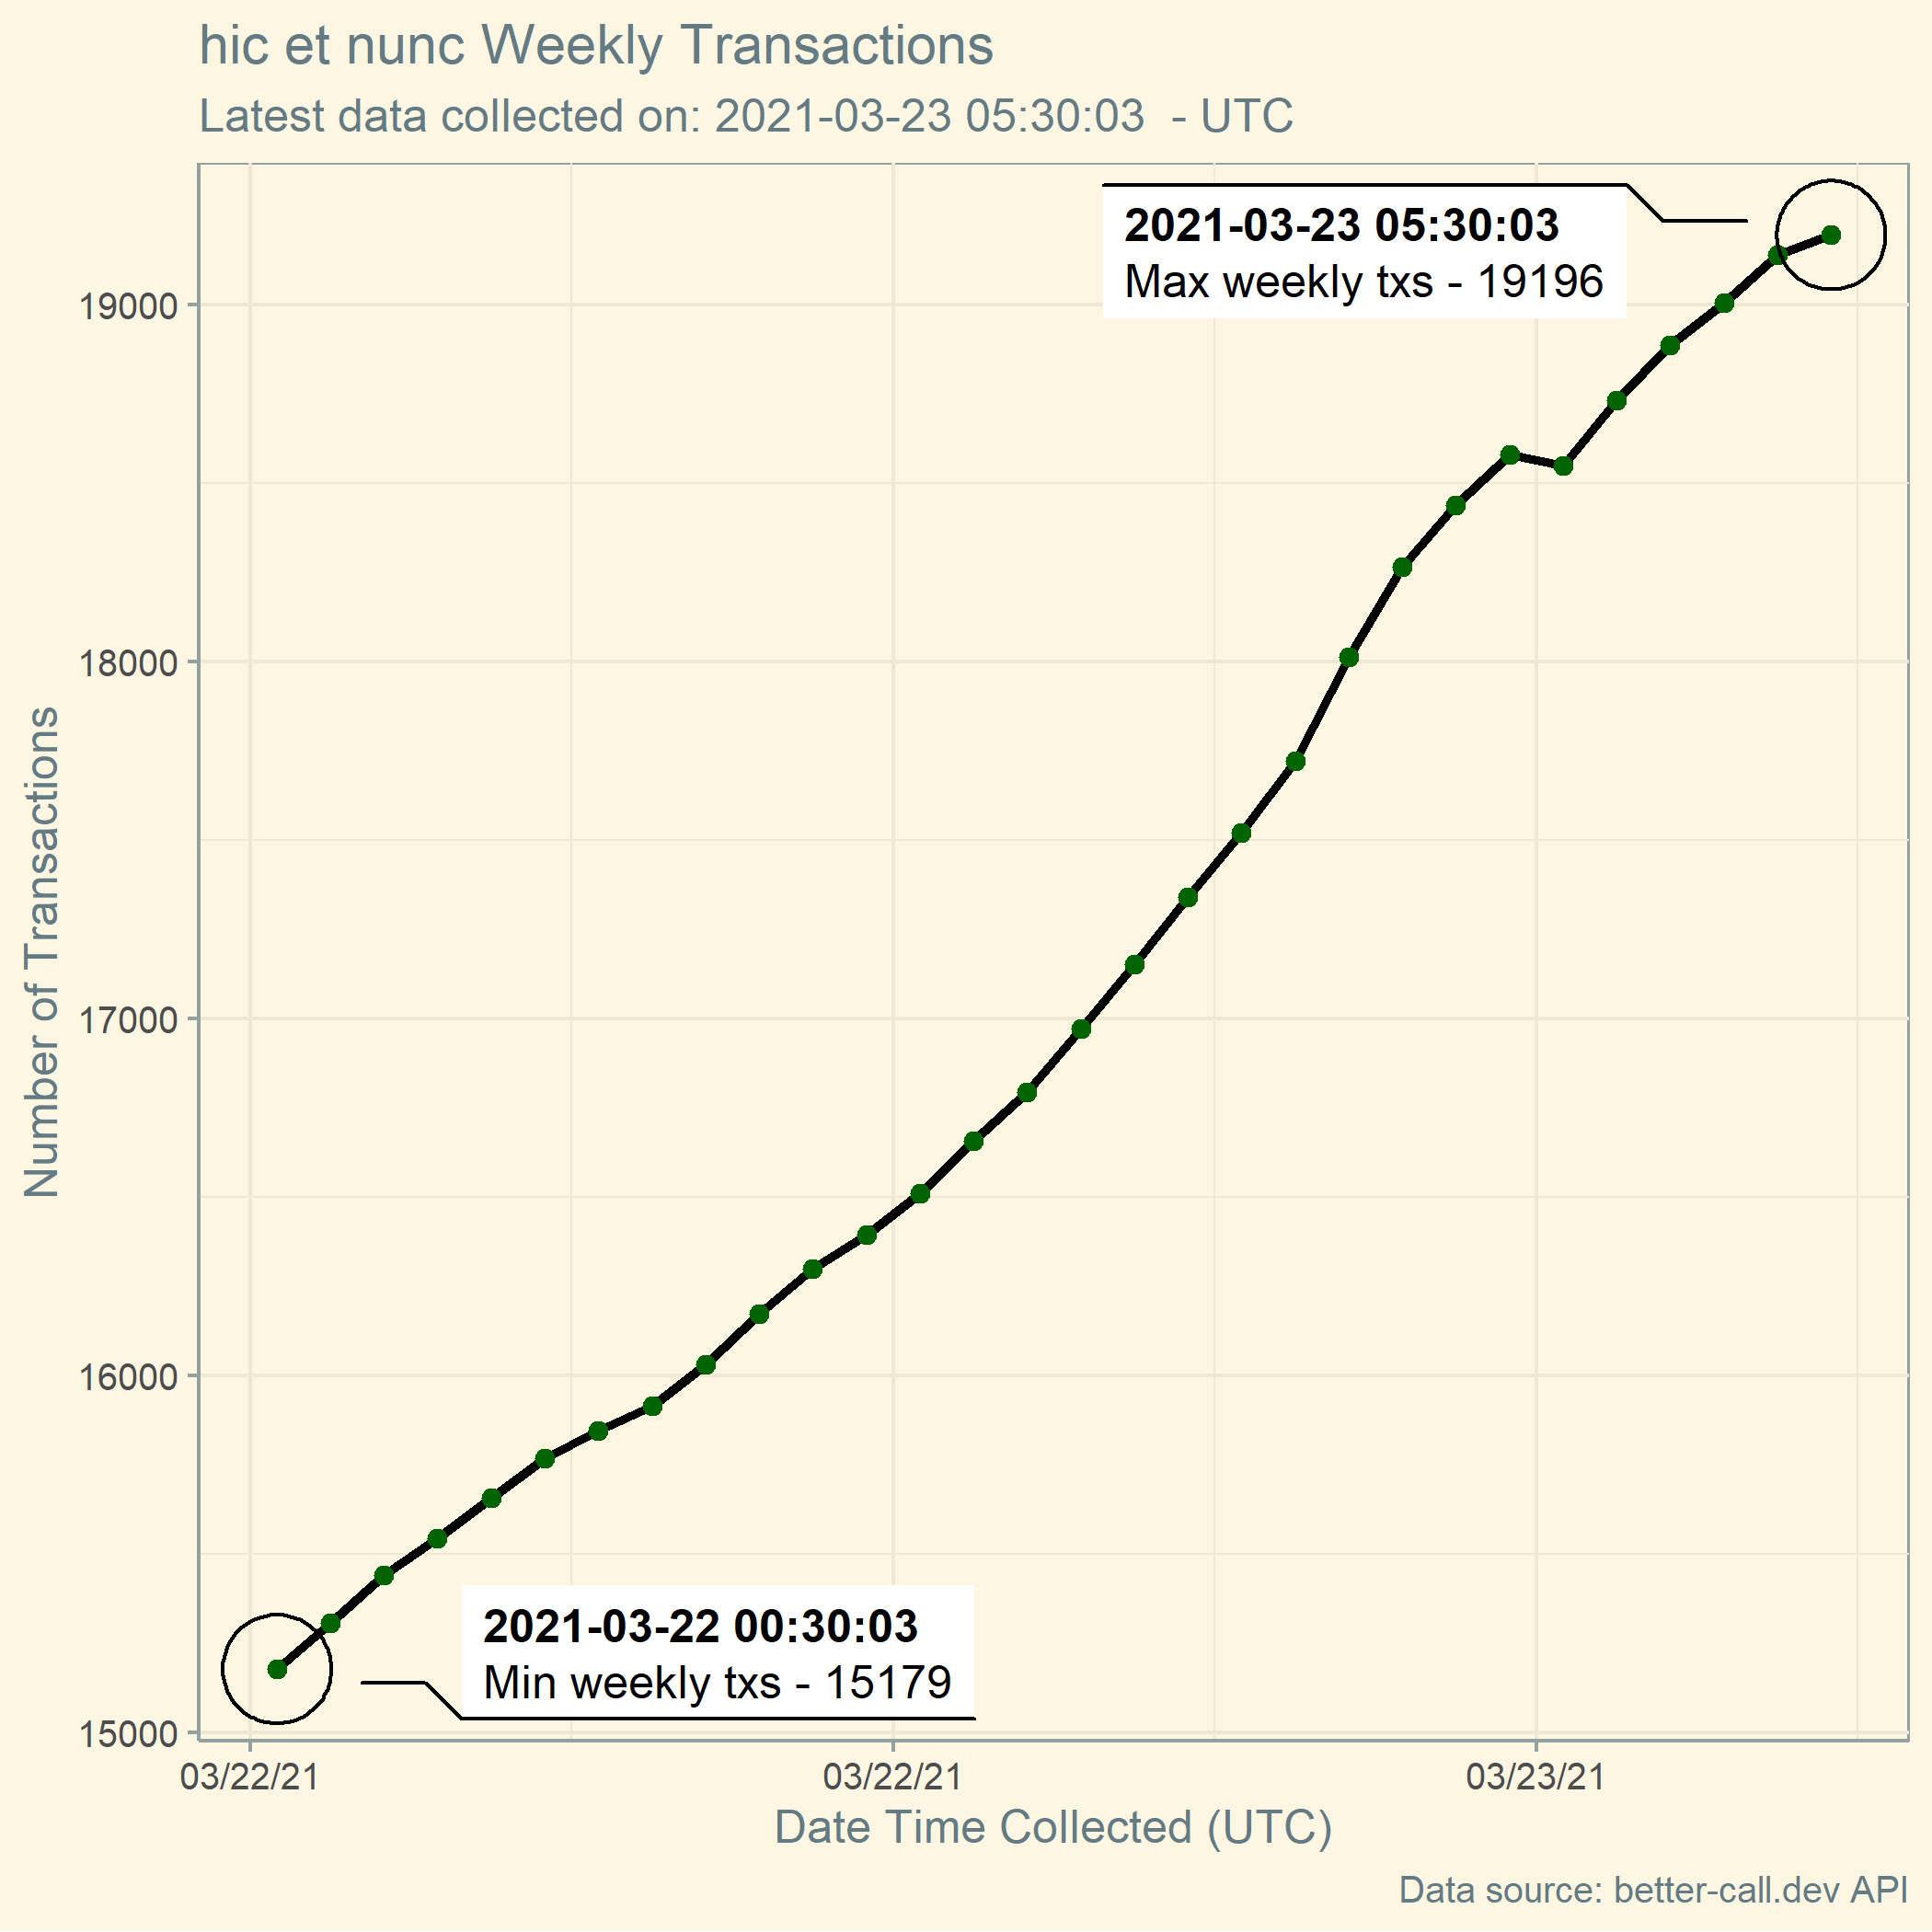 hic et nunc Weekly Transactions
Latest data collected on: 2021-03-23 05:30:03  - UTC
2021-03-23 05:30:03
Max weekly txs - 19196
19000
18000
17000
16000
15000
Number of Transactions
2021-03-22 00:30:03
Min weekly txs - 15179
03/22/21 03/22/21 03/23/21
Date Time Collected (UTC)
Data source: better-call.dev API